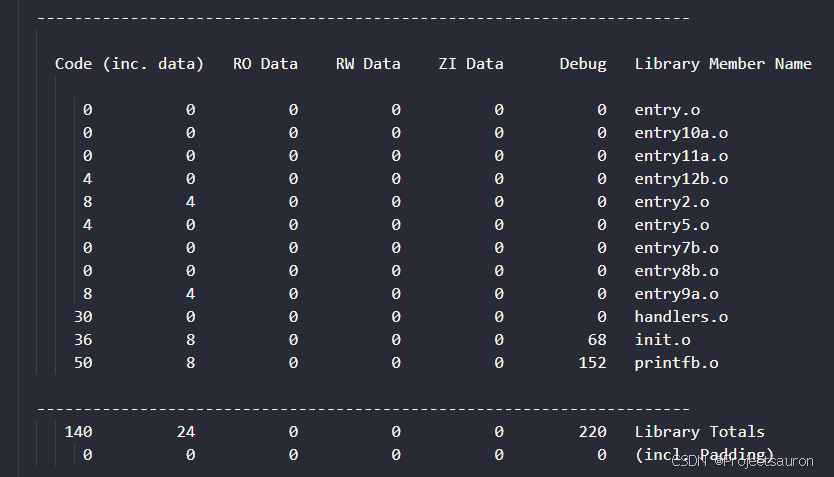 ----------------------------------------------------------------------
Code (inc. data)   RO Data    RW Data    ZI Data      Debug   Library Member Name
0          0          0          0          0          0   entry.o
0          0          0          0          0          0   entry10a.o
0          0          0          0          0          0   entry11a.o
4          0          0          0          0          0   entry12b.o
8          4          0          0          0          0   entry2.o
4          0          0          0          0          0   entry5.o
0          0          0          0          0          0   entry7b.o
0          0          0          0          0          0   entry8b.o
8          4          0          0          0          0   entry9a.o
30          0          0          0          0          0   handlers.o
36          8          0          0          0         68   init.o
50          8          0          0          0        152   printfb.o
----------------------------------------------------------------------
140         24          0          0          0        220   Library Totals
0          0          0          0          0          0   (incl. Padding)
CSDN @Projectsauron